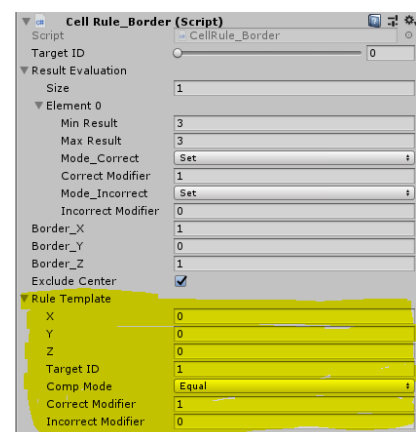 Cell Rule_Border (Script)
Script CellRule_Border
Target ID 0
Result Evaluation
Size 1
Element 0
Min Result 3
Max Result 3
Mode_Correct Set
Correct Modifier 1
Mode_Incorrect Set
Incorrect Modifier 0
Border_X 1
Border_Y 0
Border_Z 1
Exclude Center
Rule Template
X 0
Y 0
Z 0
Target ID 1
Comp Mode Equal
Correct Modifier 1
Incorrect Modifier 0